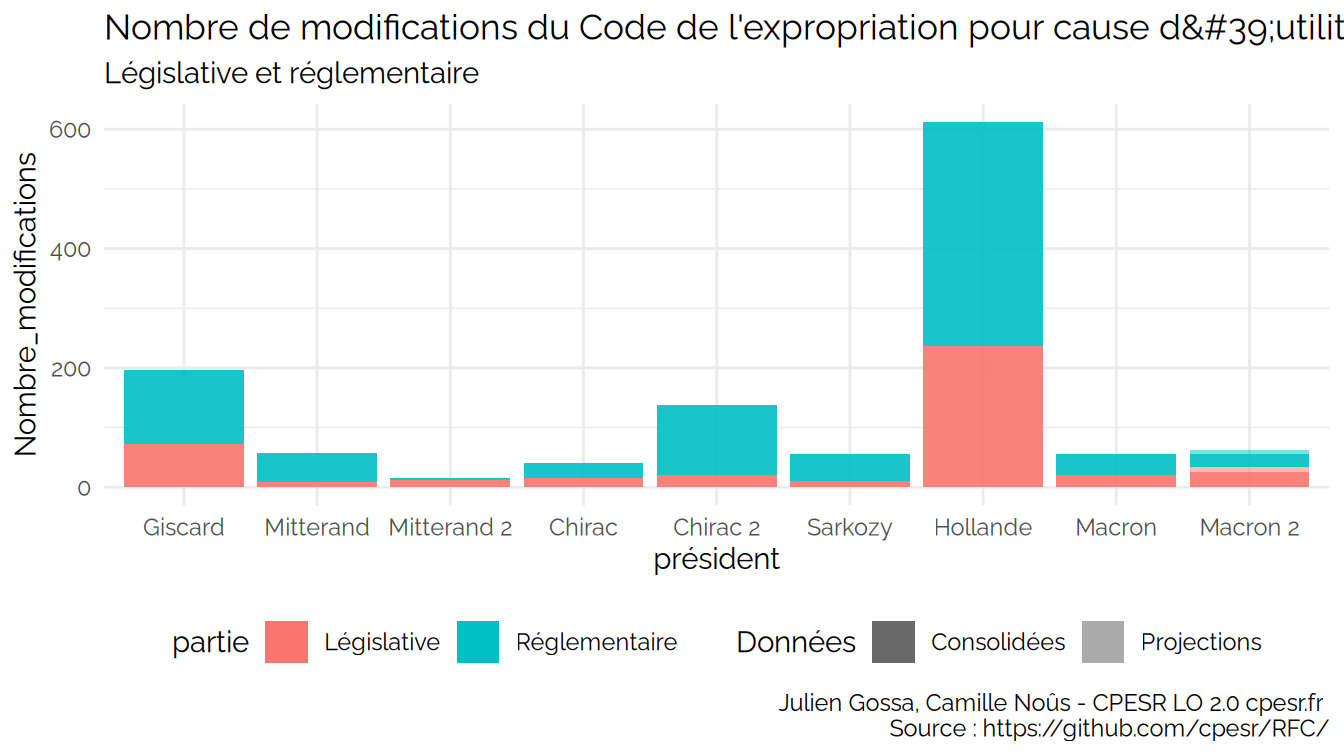 Nombre de modifications du Code de l'expropriation pour cause d&#39;utilit
Législative et réglementaire
Nombre_modifications
600
400
200
0
Giscard Mitterand Mitterand 2 Chirac Chirac 2 Sarkozy Hollande Macron Macron 2
président
partie Législative Réglementaire Données Consolidées Projections
Julien Gossa, Camille Noûs - CPESR LO 2.0 cpesr.fr
Source : https://github.com/cpesr/RFC/